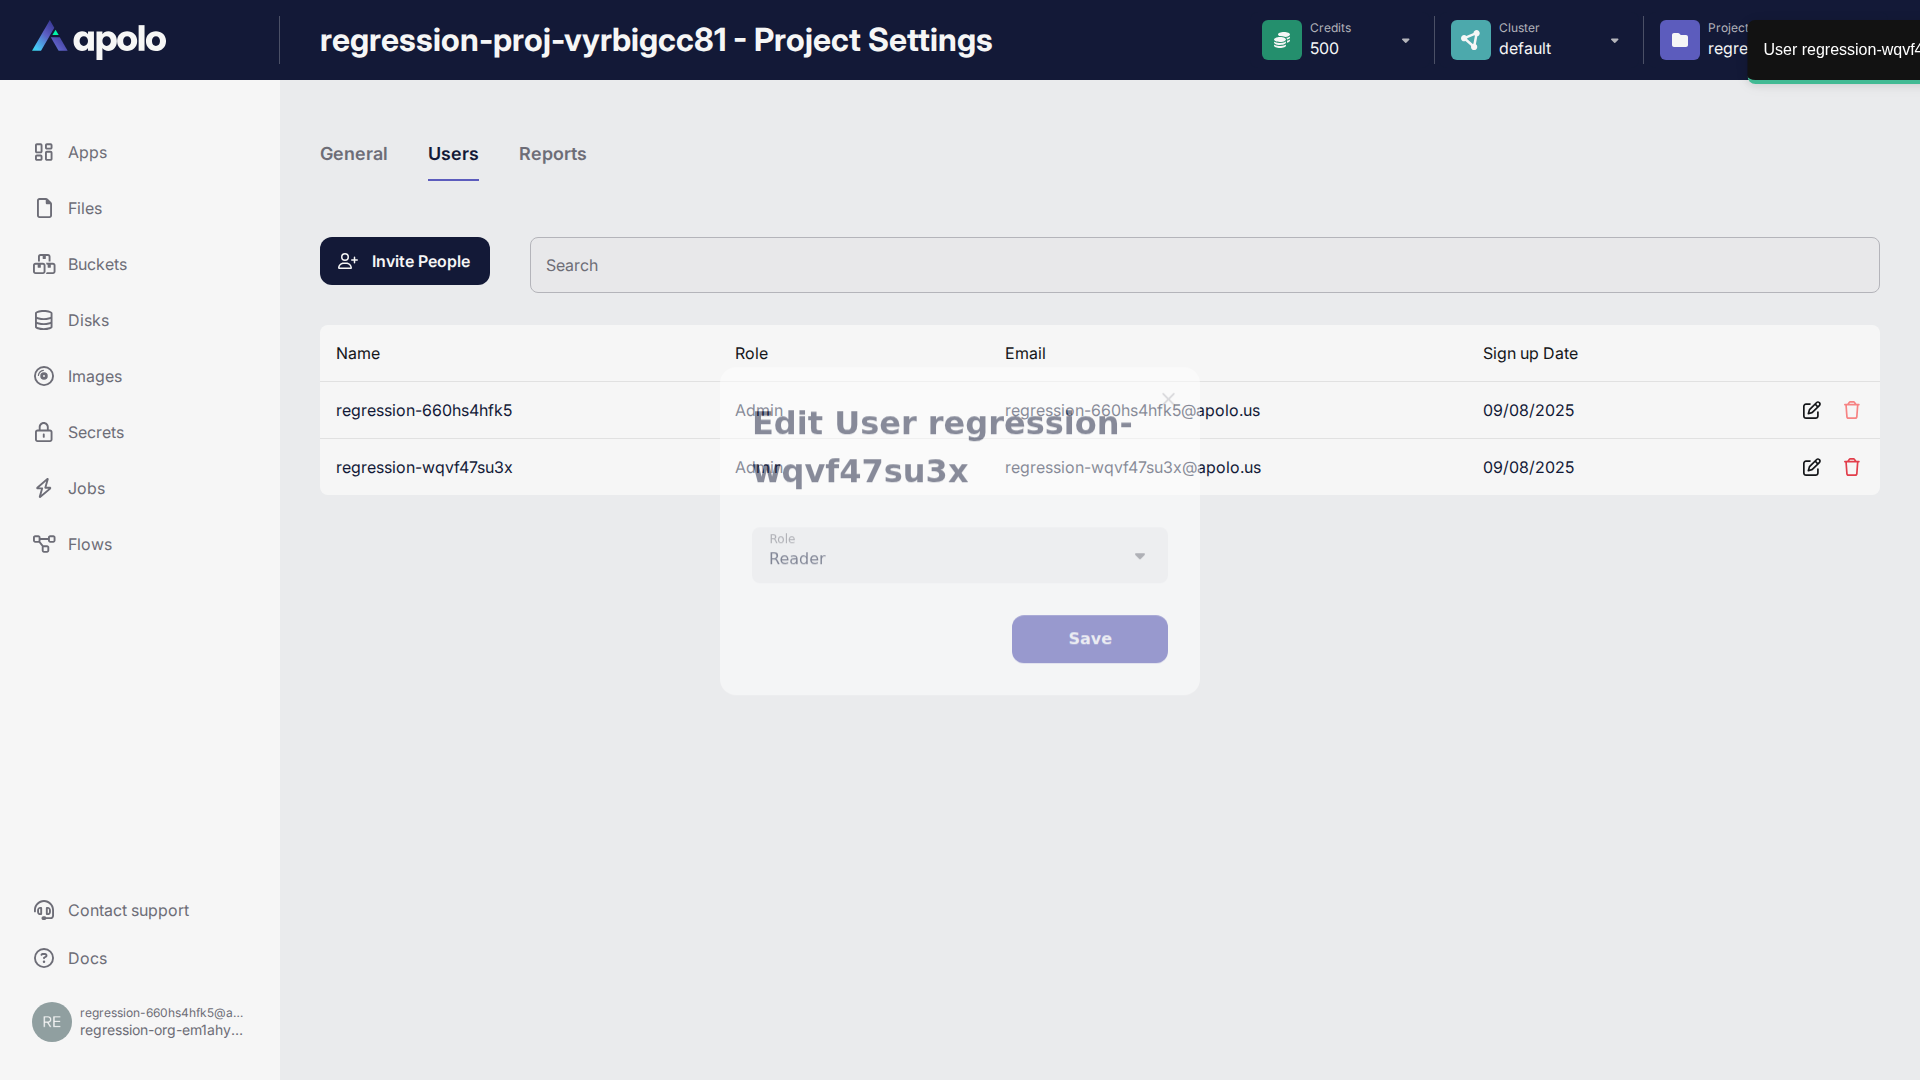 apolo
regression-proj-vyrbigcc81 - Project Settings
Credits
500
Cluster
default
Project
regre
User regression-wqvf4
Apps
Files
Buckets
Disks
Images
Secrets
Jobs
Flows
General
Users
Reports
Invite People
Search
Name
Role
Email
Sign up Date
regression-660hs4hfk5
Admin
regression-660hs4hfk5@apolo.us
09/08/2025
regression-wqvf47su3x
Admin
regression-wqvf47su3x@apolo.us
09/08/2025
Edit User regression-
wqvf47su3x
Role
Reader
Save
Contact support
Docs
RE
regression-660hs4hfk5@a...
regression-org-em1ahy...